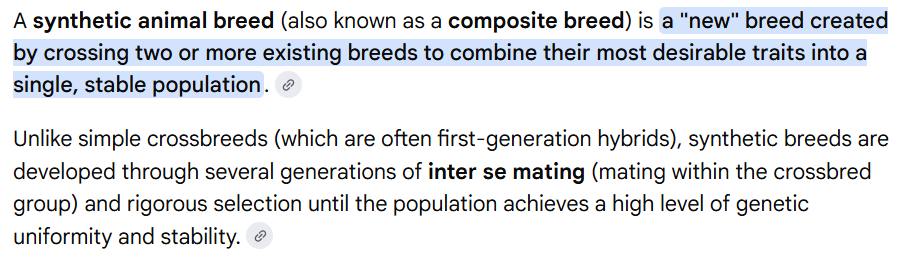 A synthetic animal breed (also known as a composite breed) is a "new" breed created
by crossing two or more existing breeds to combine their most desirable traits into a
single, stable population.
Unlike simple crossbreeds (which are often first-generation hybrids), synthetic breeds are
developed through several generations of inter se mating (mating within the crossbred
group) and rigorous selection until the population achieves a high level of genetic
uniformity and stability.